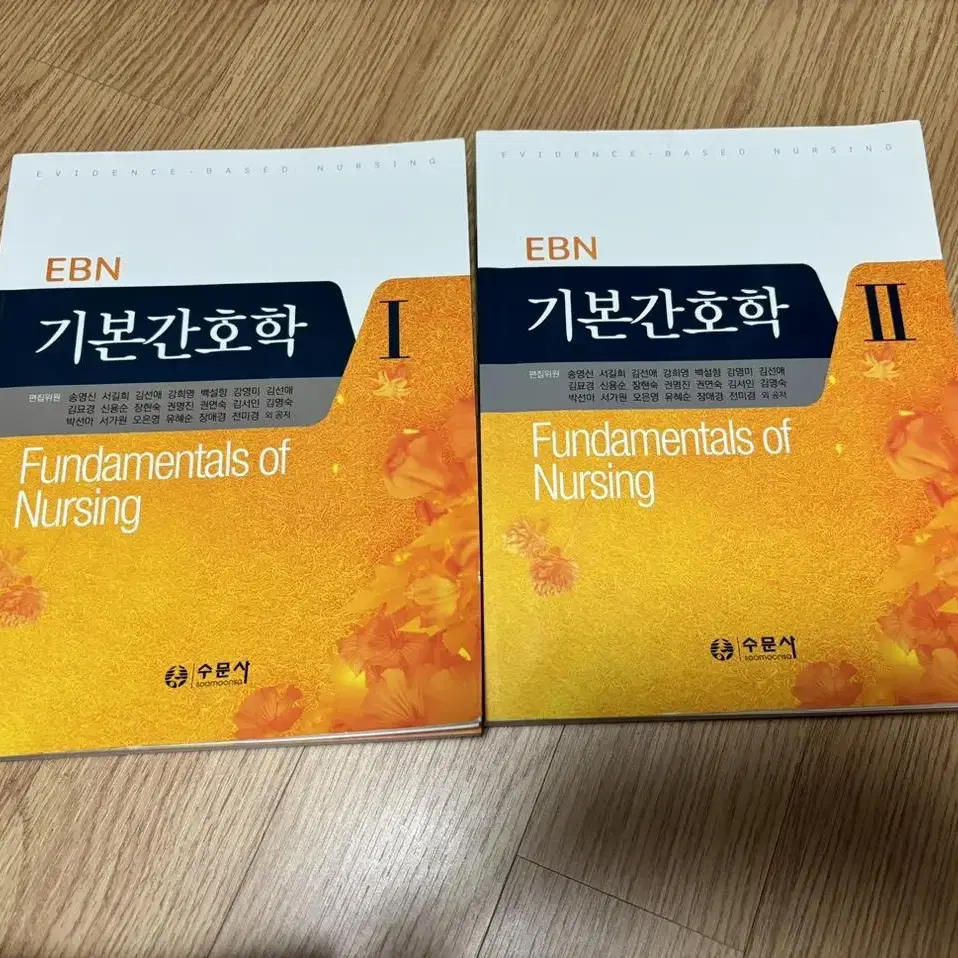 EVIDENCE-BASED NURSING
EBN
기본간호학 I
편집위원 송영신 서길희 김선애 강희영 백설향 강영미 김선애
김묘경 신용순 장현숙 권명진 권연숙 김서인 김명숙
박선아 서가원 오은영 유혜순 장애경 전미경 외 공저
Fundamentals of
Nursing
수문사
soomoonsa
EVIDENCE-BASED NURSING
EBN
기본간호학 II
편집위원 송영신 서길희 김선애 강희영 백설향 강영미 김선애
김묘경 신용순 장현숙 권명진 권연숙 김서인 김명숙
박선아 서가원 오은영 유혜순 장애경 전미경 외 공저
Fundamentals of
Nursing
수문사
soomoonsa